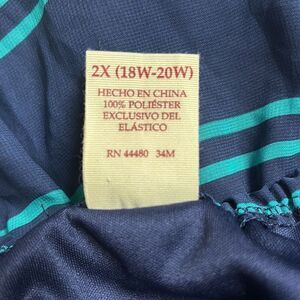 2X (18W-20W)
HECHO EN CHINA
100% POLIÉSTER
EXCLUSIVO DEL
ELÁSTICO
RN 44480 34M